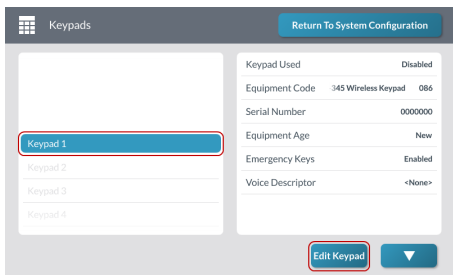 Keypads
Return To System Configuration
Keypad 1
Keypad 2
Keypad 3
Keypad 4
Keypad Used Disabled
Equipment Code 345 Wireless Keypad 086
Serial Number 0000000
Equipment Age New
Emergency Keys Enabled
Voice Descriptor <None>
Edit Keypad